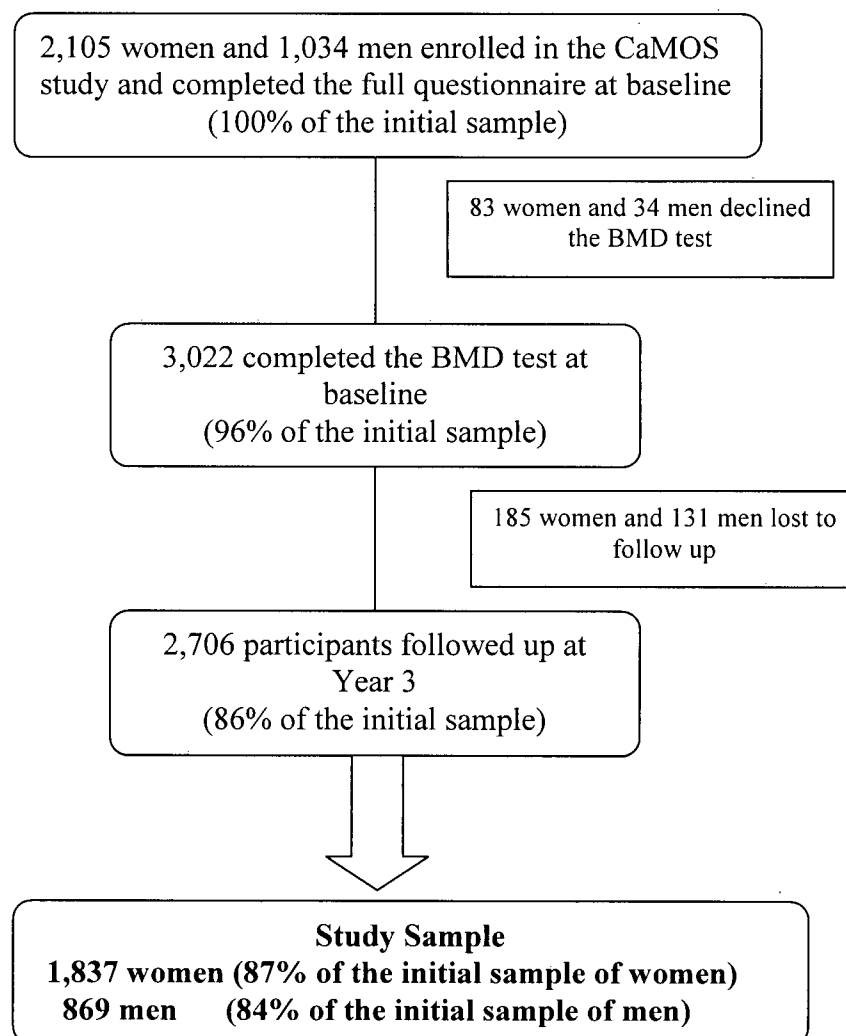 2,105 women and 1,034 men enrolled in the CaMOS
study and completed the full questionnaire at baseline
(100% of the initial sample)
83 women and 34 men declined
the BMD test
3,022 completed the BMD test at
baseline
(96% of the initial sample)
185 women and 131 men lost to
follow up
2,706 participants followed up at
Year 3
(86% of the initial sample)
Study Sample
1,837 women (87% of the initial sample of women)
869 men (84% of the initial sample of men)